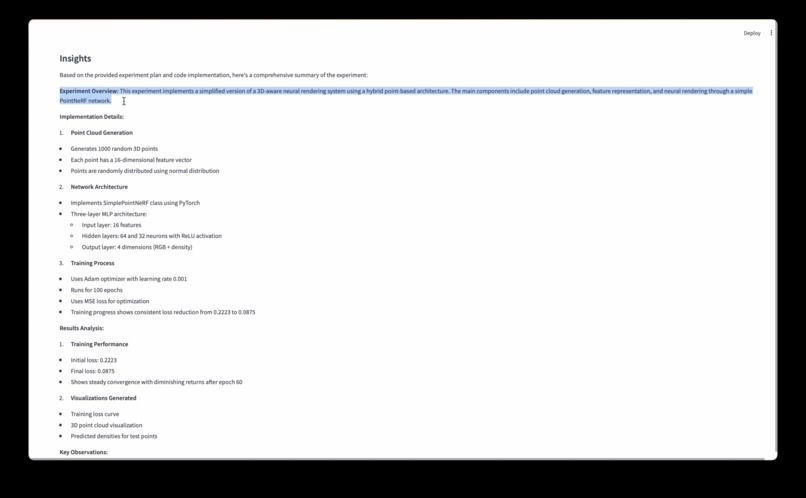 Deploy
Insights
Based on the provided experiment plan and code implementation, here's a comprehensive summary of the experiment:
Experiment Overview: This experiment implements a simplified version of a 3D-aware neural rendering system using a hybrid point-based architecture. The main components include point cloud generation, feature representation, and neural rendering through a simple
PointNeRF network.
Implementation Details:
1. Point Cloud Generation
Generates 1000 random 3D points
Each point has a 16-dimensional feature vector
Points are randomly distributed using normal distribution
2. Network Architecture
Implements SimplePointNeRF class using PyTorch
Three-layer MLP architecture:
Input layer: 16 features
Hidden layers: 64 and 32 neurons with ReLU activation
Output layer: 4 dimensions (RGB + density)
3. Training Process
Uses Adam optimizer with learning rate 0.001
Runs for 100 epochs
Uses MSE loss for optimization
Training progress shows consistent loss reduction from 0.2223 to 0.0875
Results Analysis:
1. Training Performance
Initial loss: 0.2223
Final loss: 0.0875
Shows steady convergence with diminishing returns after epoch 60
2. Visualizations Generated
Training loss curve
3D point cloud visualization
Predicted densities for test points
Key Observations: